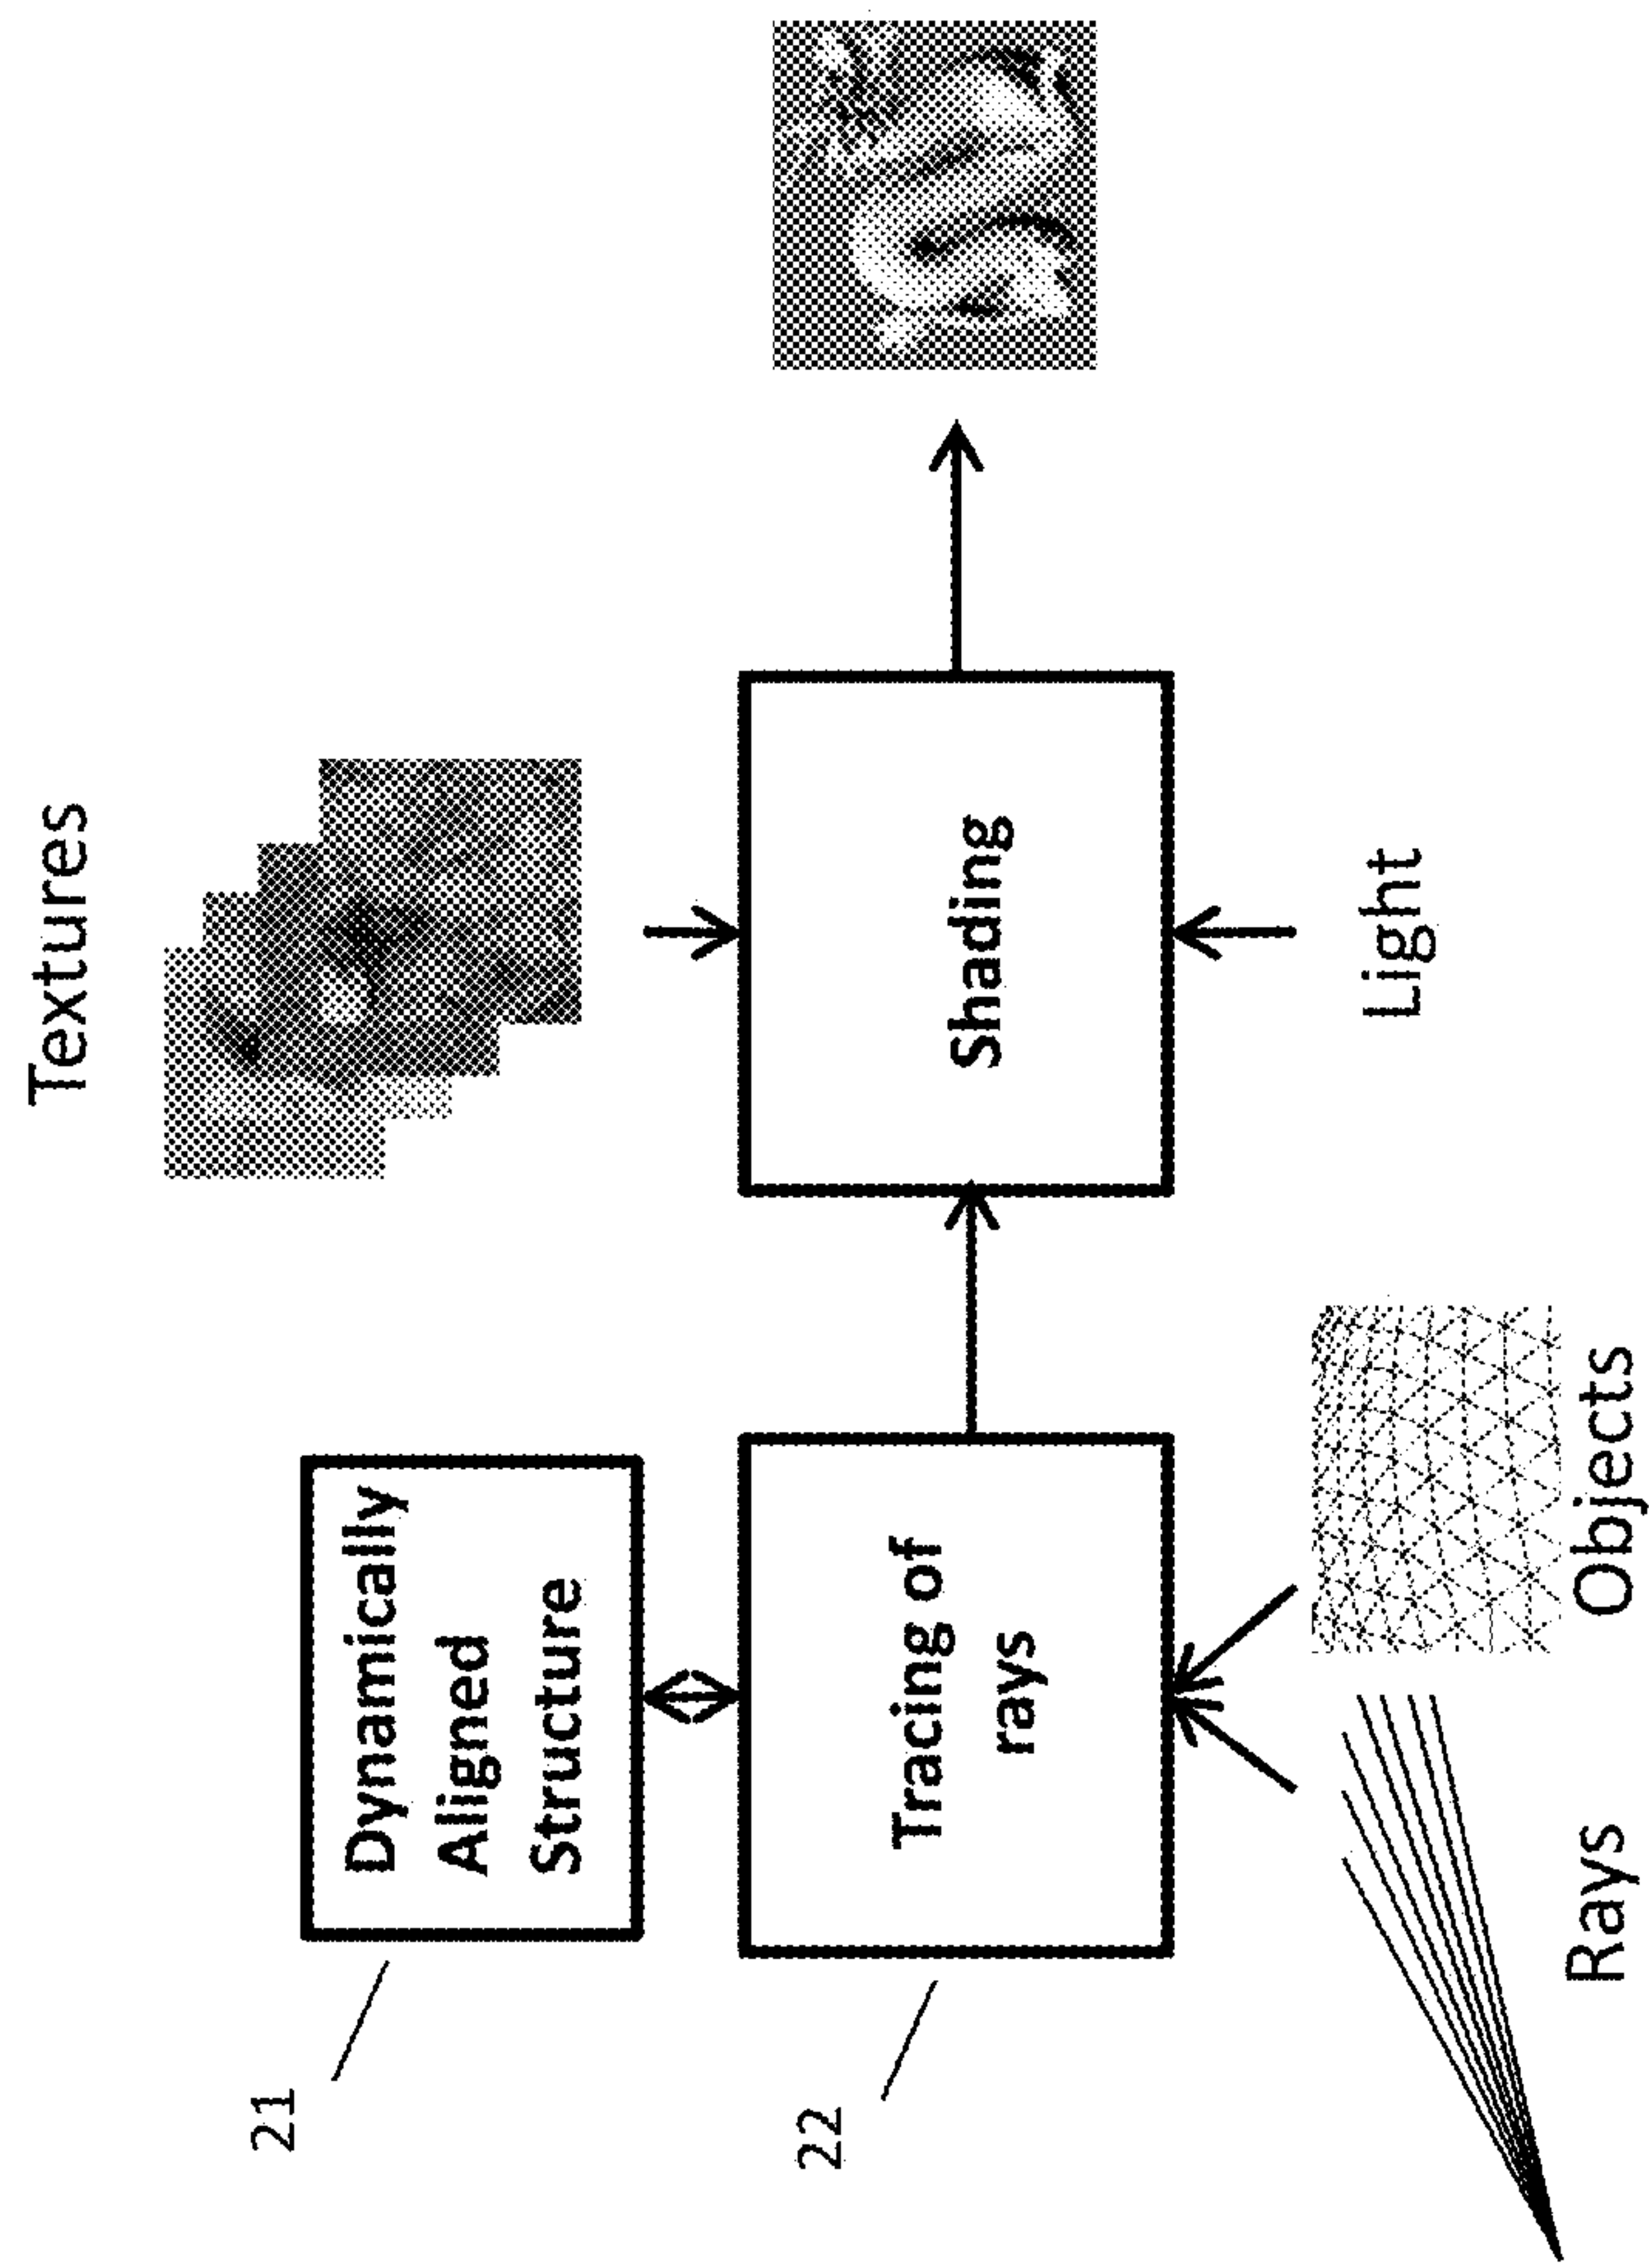 Textures
21
Dynamically
Aligned
Structure
22
Tracing of
rays
Shading
Light
Rays
Objects